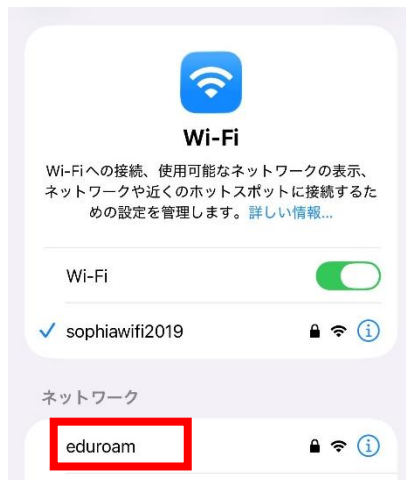 Wi-Fi
Wi-Fiへの接続、使用可能なネットワークの表示、
ネットワークや近くのホットスポットに接続するた
めの設定を管理します。詳しい情報...
Wi-Fi
sophiawifi2019
ネットワーク
eduroam